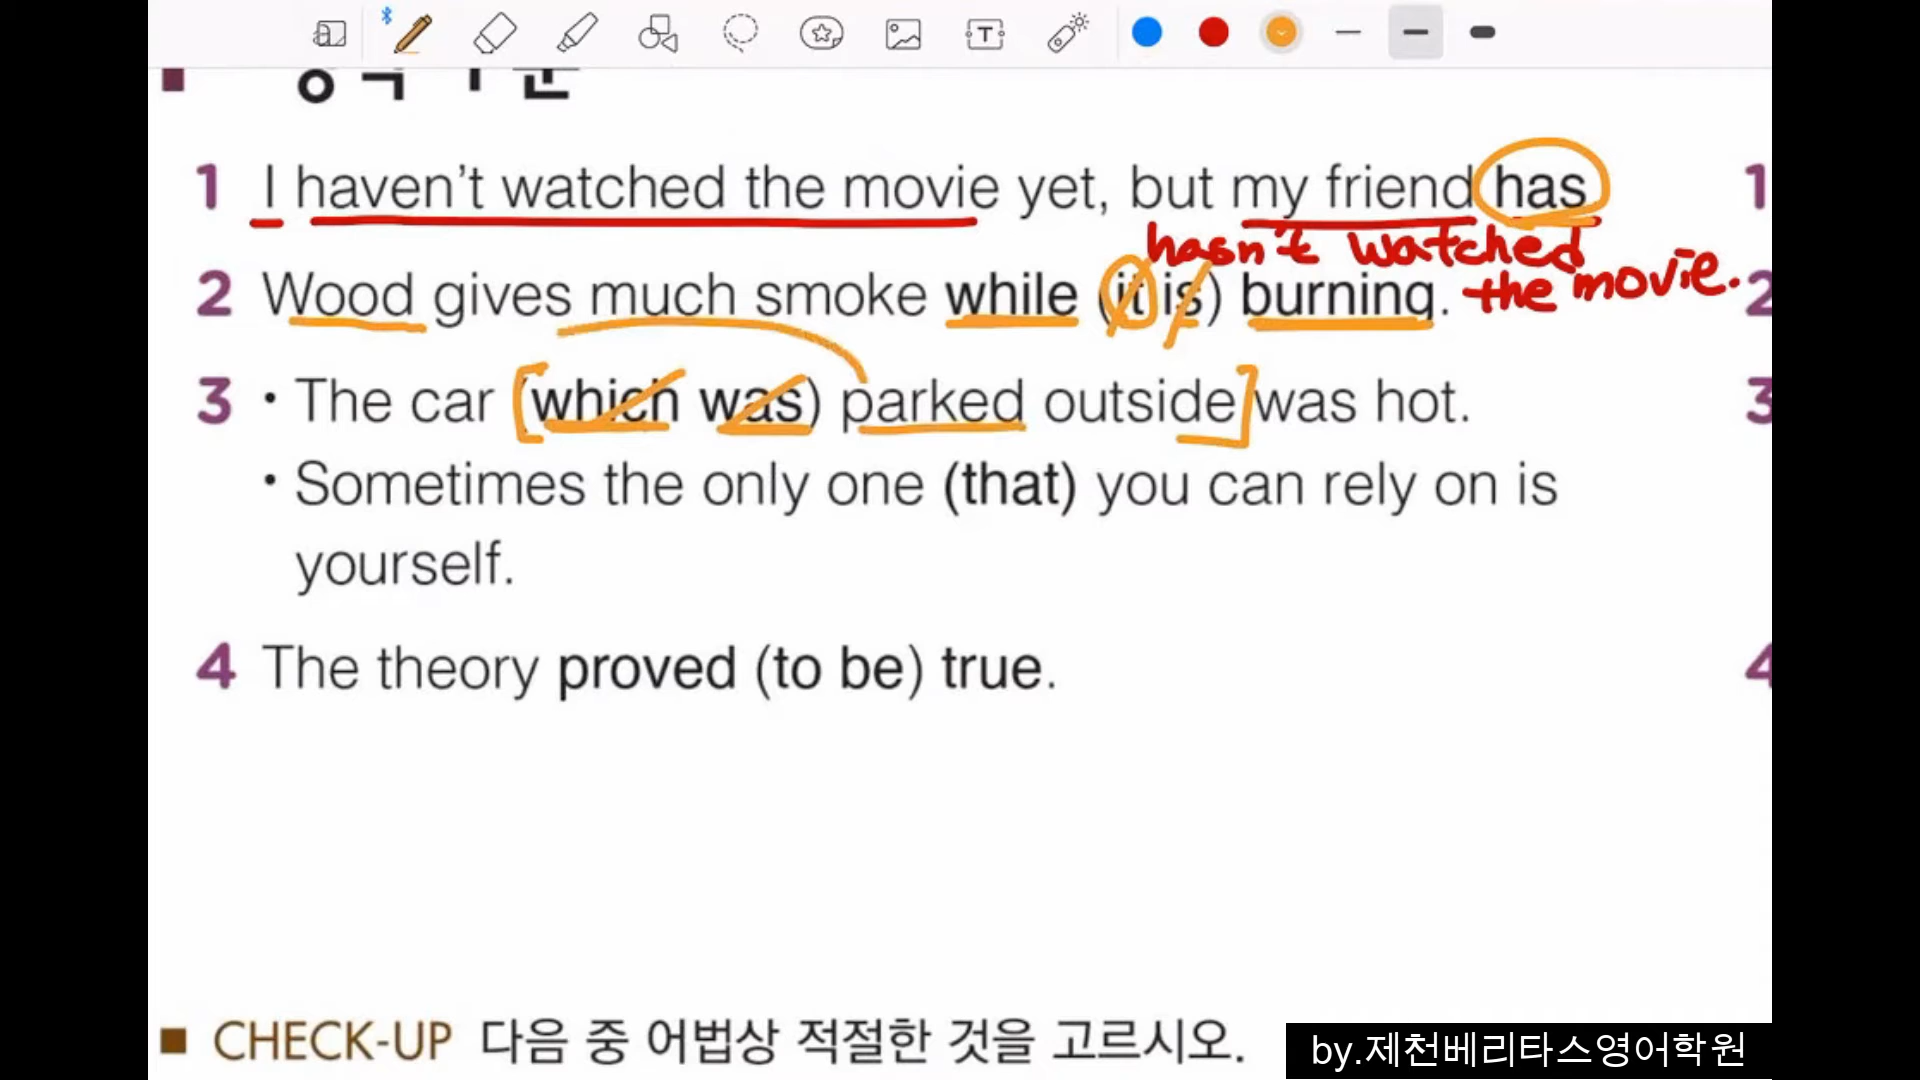 1 I haven't watched the movie yet, but my friend has 1
hasn't watched
the movie.
2 Wood gives much smoke while (it is) burning. 2
3 • The car (which was) parked outside was hot. 3
• Sometimes the only one (that) you can rely on is
yourself.
4 The theory proved (to be) true. 4
■ CHECK-UP 다음 중 어법상 적절한 것을 고르시오.
by.제천베리타스영어학원